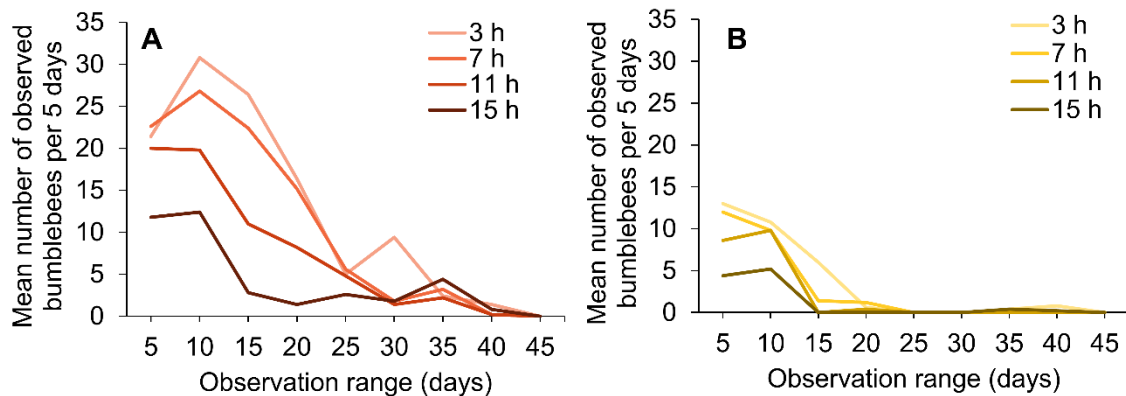 A
Mean number of observed
bumblebees per 5 days
35
30
25
20
15
10
5
0
3 h
7 h
11 h
15 h
5 10 15 20 25 30 35 40 45
Observation range (days)
B
Mean number of observed
bumblebees per 5 days
35
30
25
20
15
10
5
0
3 h
7 h
11 h
15 h
5 10 15 20 25 30 35 40 45
Observation range (days)